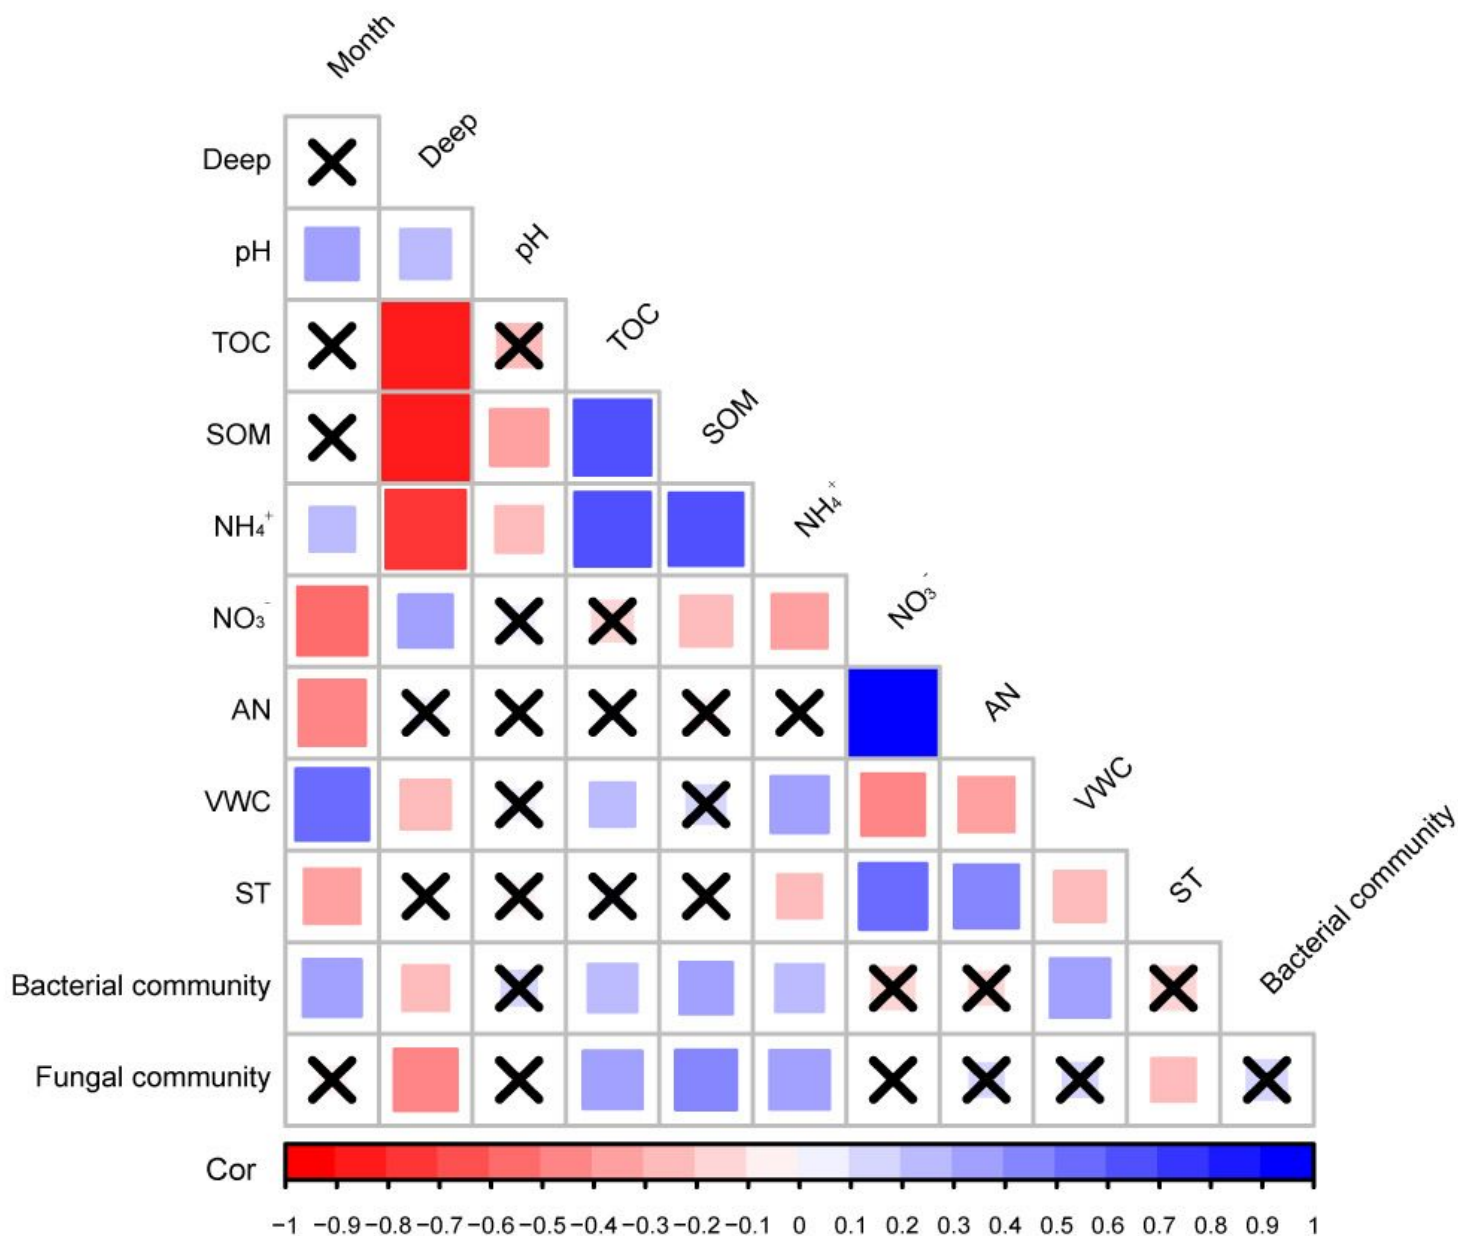 Month
Deep
Deep
pH
pH
TOC
TOC
SOM
SOM
NH₄⁺
NH₄⁺
NO₃⁻
NO₃⁻
AN
AN
VWC
VWC
ST
ST
Bacterial community
Bacterial community
Fungal community
Cor
−1 −0.9 −0.8 −0.7 −0.6 −0.5 −0.4 −0.3 −0.2 −0.1 0 0.1 0.2 0.3 0.4 0.5 0.6 0.7 0.8 0.9 1